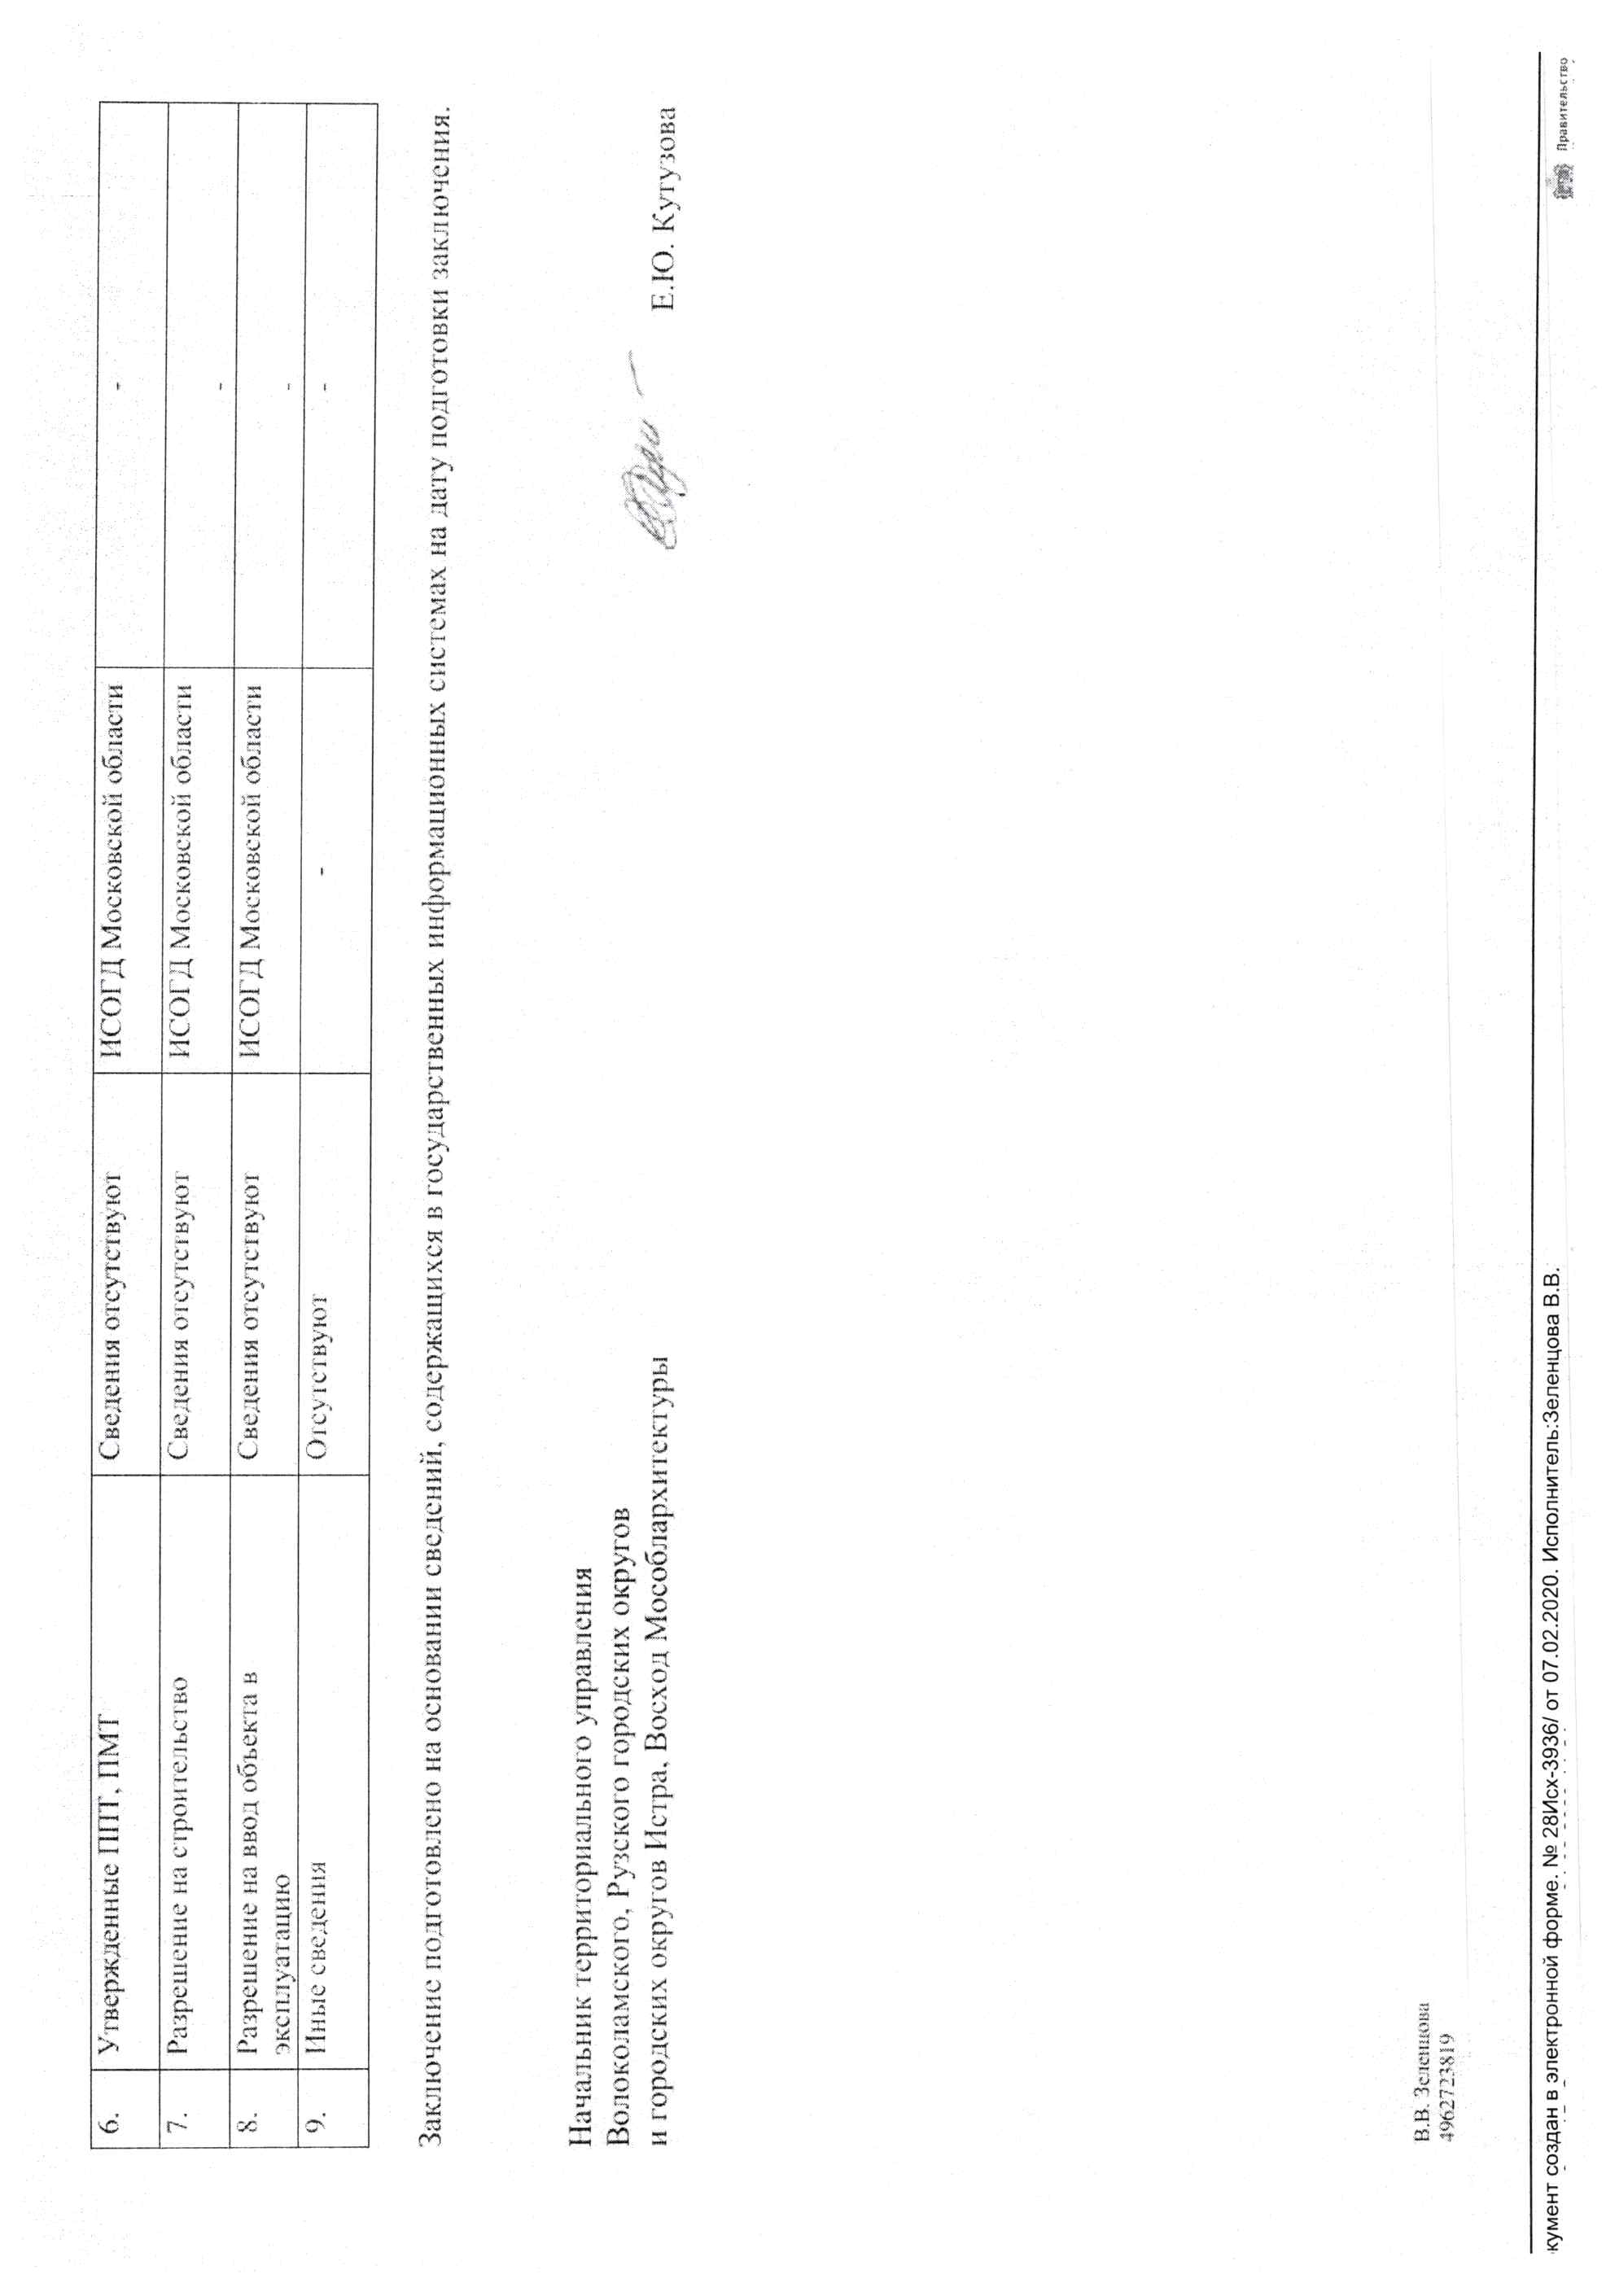 6. Утвержденные ППТ, ПМТ Сведения отсутствуют ИСОГД Московской области -
7. Разрешение на строительство Сведения отсутствуют ИСОГД Московской области -
8. Разрешение на ввод объекта в Сведения отсутствуют ИСОГД Московской области -
эксплуатацию
9. Иные сведения Отсутствуют - -
Заключение подготовлено на основании сведений, содержащихся в государственных информационных системах на дату подготовки заключения.
Начальник территориального управления
Волоколамского, Рузского городских округов
и городских округов Истра, Восход Мособлархитектуры Е.Ю. Кутузова
В.В. Зеленцова
4962723819
кумент создан в электронной форме. № 28Исх-3936/ от 07.02.2020. Исполнитель:Зеленцова В.В.
Правительство